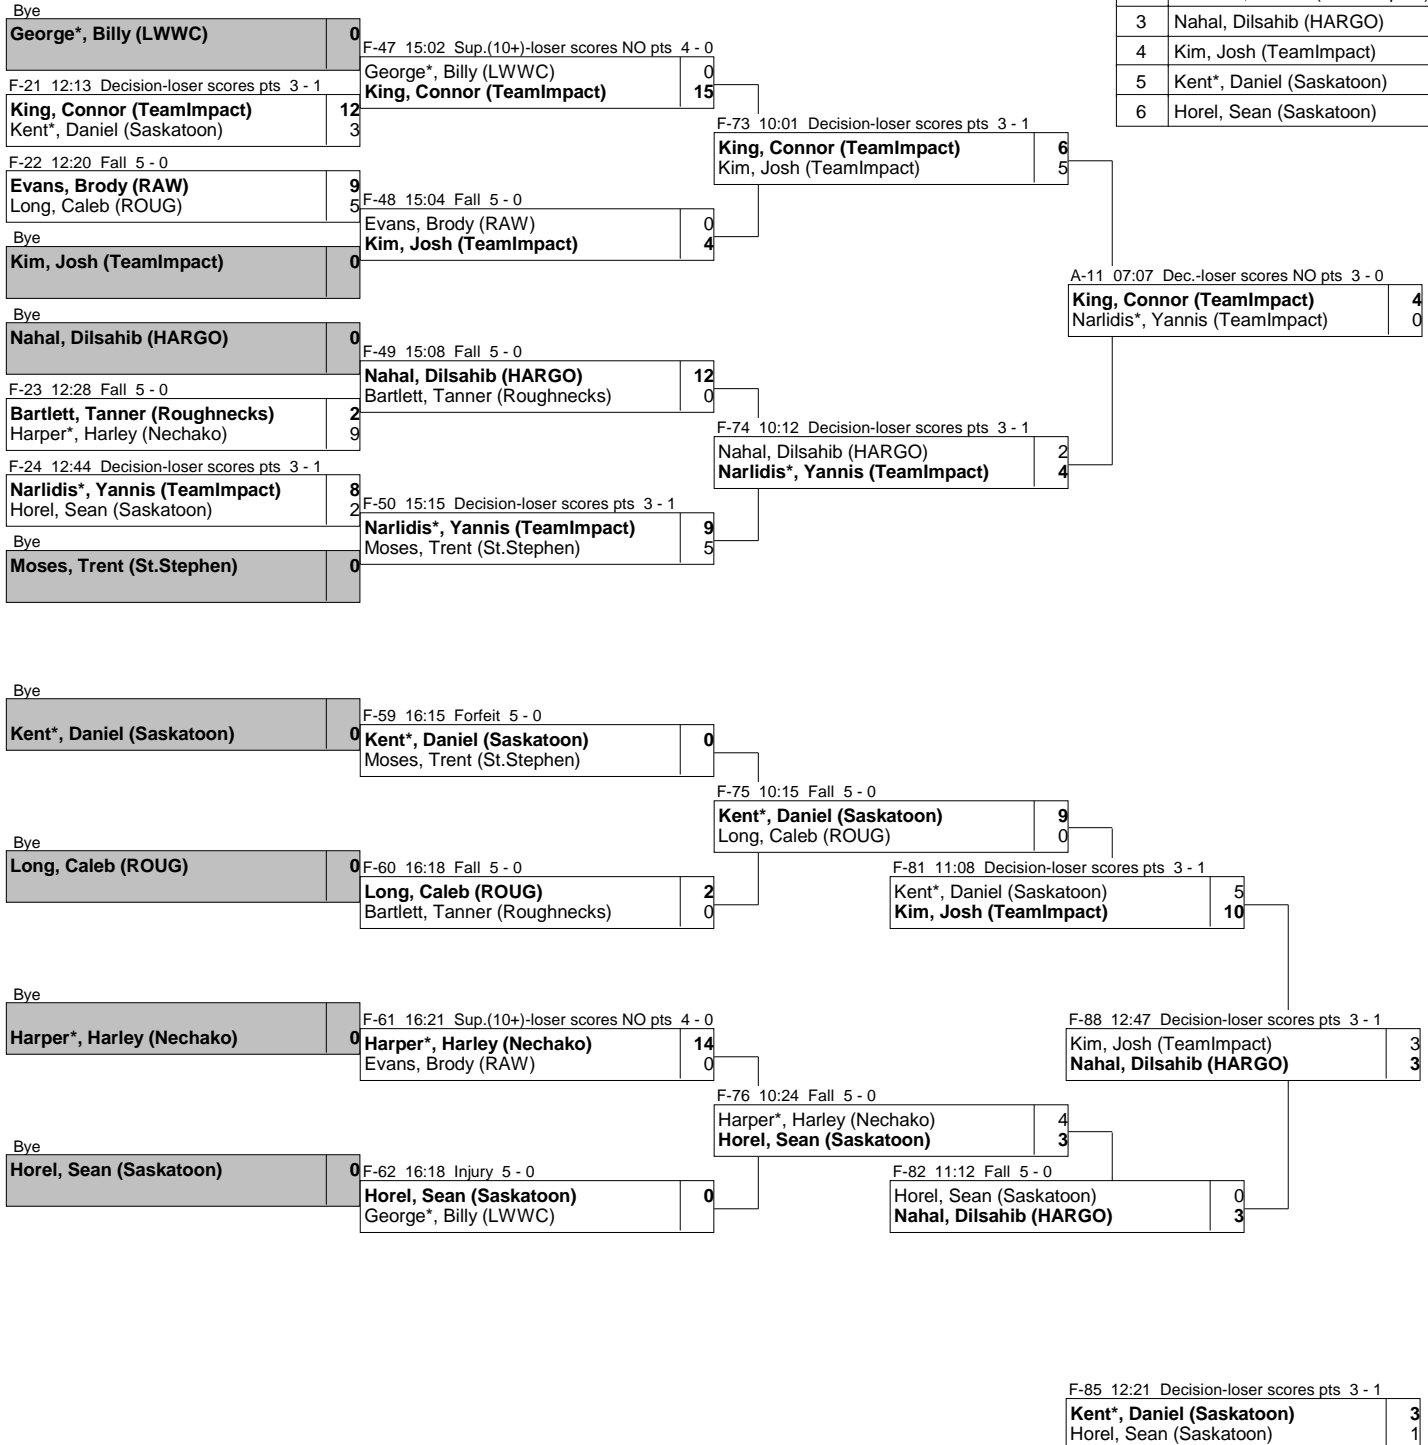 Bye
George*, Billy (LWWC) 0
F-21 12:13 Decision-loser scores pts 3 - 1
King, Connor (TeamImpact) 12
Kent*, Daniel (Saskatoon) 3
F-22 12:20 Fall 5 - 0
Evans, Brody (RAW) 9
Long, Caleb (ROUG) 5
Bye
Kim, Josh (TeamImpact) 0
Bye
Nahal, Dilsahib (HARGO) 0
F-23 12:28 Fall 5 - 0
Bartlett, Tanner (Roughnecks) 2
Harper*, Harley (Nechako) 9
F-24 12:44 Decision-loser scores pts 3 - 1
Narlidis*, Yannis (TeamImpact) 8
Horel, Sean (Saskatoon) 2
Bye
Moses, Trent (St.Stephen) 0
F-47 15:02 Sup.(10+)-loser scores NO pts 4 - 0
George*, Billy (LWWC) 0
King, Connor (TeamImpact) 15
F-48 15:04 Fall 5 - 0
Evans, Brody (RAW) 0
Kim, Josh (TeamImpact) 4
F-49 15:08 Fall 5 - 0
Nahal, Dilsahib (HARGO) 12
Bartlett, Tanner (Roughnecks) 0
F-50 15:15 Decision-loser scores pts 3 - 1
Narlidis*, Yannis (TeamImpact) 9
Moses, Trent (St.Stephen) 5
F-73 10:01 Decision-loser scores pts 3 - 1
King, Connor (TeamImpact) 6
Kim, Josh (TeamImpact) 5
F-74 10:12 Decision-loser scores pts 3 - 1
Nahal, Dilsahib (HARGO) 2
Narlidis*, Yannis (TeamImpact) 4
3 Nahal, Dilsahib (HARGO)
4 Kim, Josh (TeamImpact)
5 Kent*, Daniel (Saskatoon)
6 Horel, Sean (Saskatoon)
A-11 07:07 Dec.-loser scores NO pts 3 - 0
King, Connor (TeamImpact) 4
Narlidis*, Yannis (TeamImpact) 0
Bye
Kent*, Daniel (Saskatoon) 0
Bye
Long, Caleb (ROUG) 0
Bye
Harper*, Harley (Nechako) 0
Bye
Horel, Sean (Saskatoon) 0
F-59 16:15 Forfeit 5 - 0
Kent*, Daniel (Saskatoon) 0
Moses, Trent (St.Stephen)
F-60 16:18 Fall 5 - 0
Long, Caleb (ROUG) 2
Bartlett, Tanner (Roughnecks) 0
F-61 16:21 Sup.(10+)-loser scores NO pts 4 - 0
Harper*, Harley (Nechako) 14
Evans, Brody (RAW) 0
F-62 16:18 Injury 5 - 0
Horel, Sean (Saskatoon) 0
George*, Billy (LWWC)
F-75 10:15 Fall 5 - 0
Kent*, Daniel (Saskatoon) 9
Long, Caleb (ROUG) 0
F-76 10:24 Fall 5 - 0
Harper*, Harley (Nechako) 4
Horel, Sean (Saskatoon) 3
F-81 11:08 Decision-loser scores pts 3 - 1
Kent*, Daniel (Saskatoon) 5
Kim, Josh (TeamImpact) 10
F-82 11:12 Fall 5 - 0
Horel, Sean (Saskatoon) 0
Nahal, Dilsahib (HARGO) 3
F-88 12:47 Decision-loser scores pts 3 - 1
Kim, Josh (TeamImpact) 3
Nahal, Dilsahib (HARGO) 3
F-85 12:21 Decision-loser scores pts 3 - 1
Kent*, Daniel (Saskatoon) 3
Horel, Sean (Saskatoon) 1